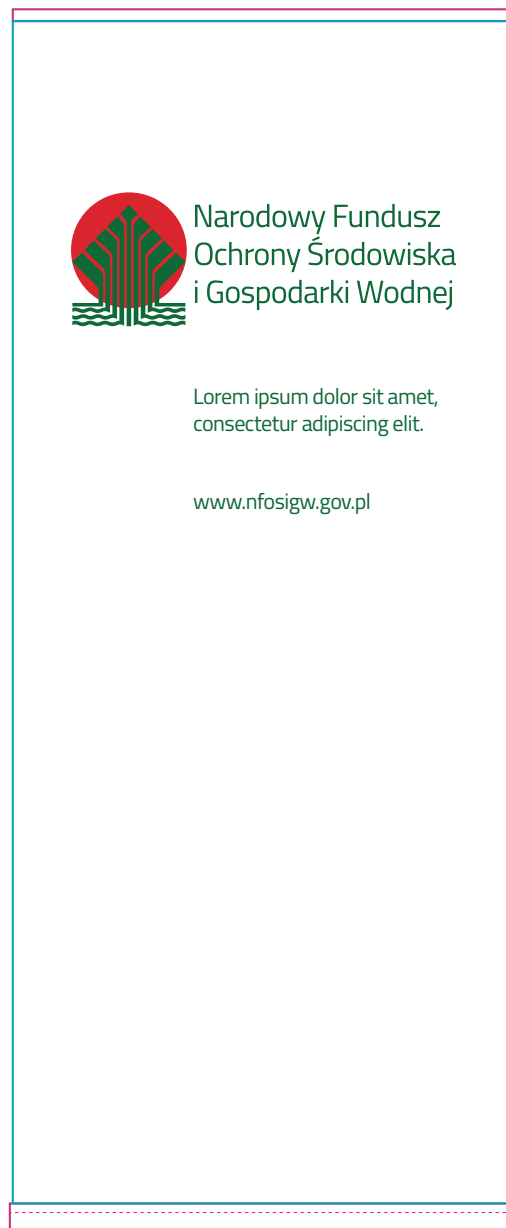 Narodowy Fundusz
Ochrony Środowiska
i Gospodarki Wodnej
Lorem ipsum dolor sit amet,
consectetur adipiscing elit.
www.nfosigw.gov.pl